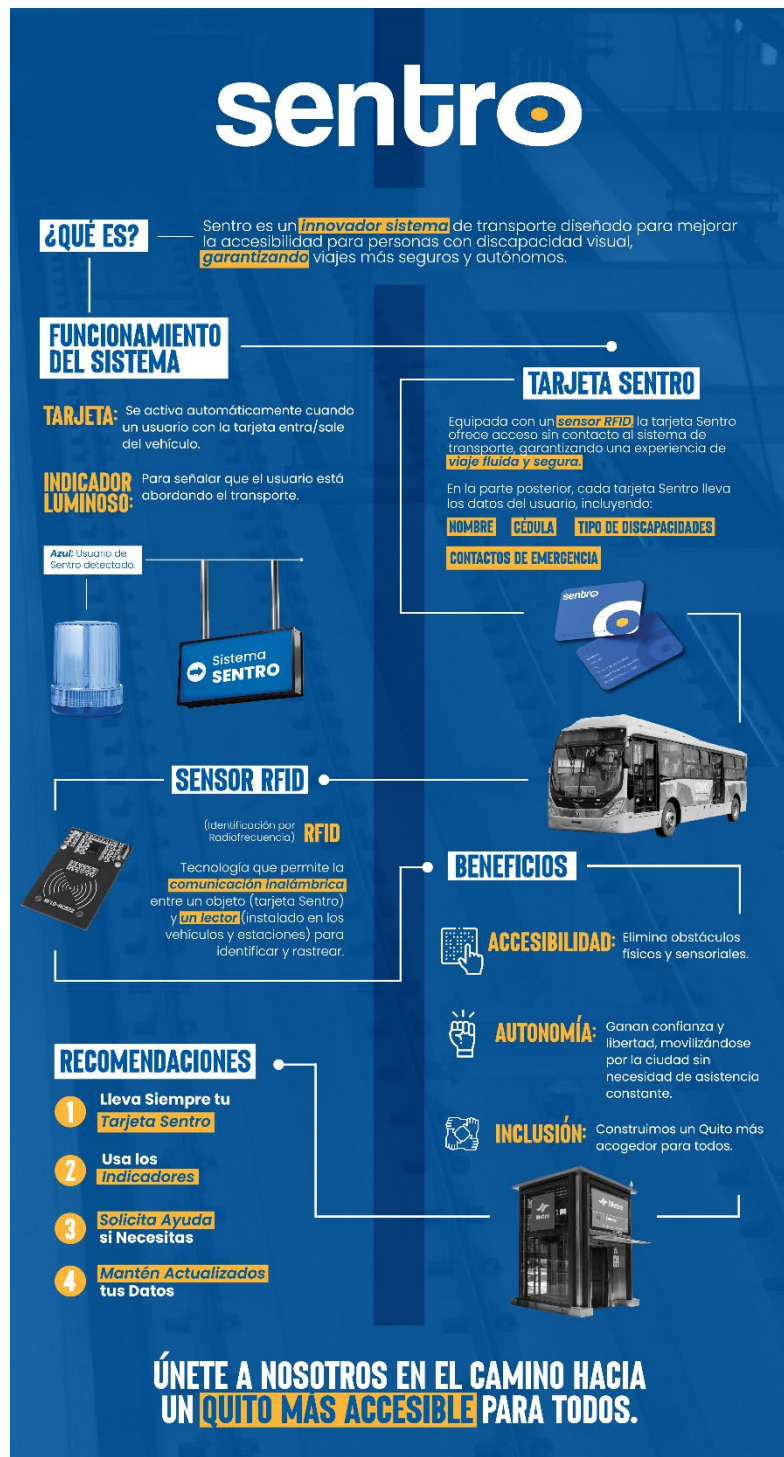 sentro
¿QUÉ ES?
Sentro es un innovador sistema de transporte diseñado para mejorar
la accesibilidad para personas con discapacidad visual,
garantizando viajes más seguros y autónomos.
FUNCIONAMIENTO
DEL SISTEMA
TARJETA:
Se activa automáticamente cuando
un usuario con la tarjeta entra/sale
del vehículo.
INDICADOR
LUMINOSO:
Para señalar que el usuario está
abordando el transporte.
Azul: Usuario de
Sentro detectado.
Sistema
SENTRO
TARJETA SENTRO
Equipada con un sensor RFID, la tarjeta Sentro
ofrece acceso sin contacto al sistema de
transporte, garantizando una experiencia de
viaje fluida y segura.
En la parte posterior, cada tarjeta Sentro lleva
los datos del usuario, incluyendo:
NOMBRE CÉDULA TIPO DE DISCAPACIDADES
CONTACTOS DE EMERGENCIA
sentro
SENSOR RFID
(Identificación por
Radiofrecuencia)
RFID
Tecnología que permite la
comunicación inalámbrica
entre un objeto (tarjeta Sentro)
y un lector (instalado en los
vehículos y estaciones) para
identificar y rastrear.
RFID-RC522
BENEFICIOS
ACCESIBILIDAD:
Elimina obstáculos
físicos y sensoriales.
AUTONOMÍA:
Ganan confianza y
libertad, movilizándose
por la ciudad sin
necesidad de asistencia
constante.
INCLUSIÓN:
Construimos un Quito más
acogedor para todos.
Metro
Metro
RECOMENDACIONES
1 Lleva Siempre tu
Tarjeta Sentro
2 Usa los
Indicadores
3 Solicita Ayuda
si Necesitas
4 Mantén Actualizados
tus Datos
ÚNETE A NOSOTROS EN EL CAMINO HACIA
UN QUITO MÁS ACCESIBLE PARA TODOS.